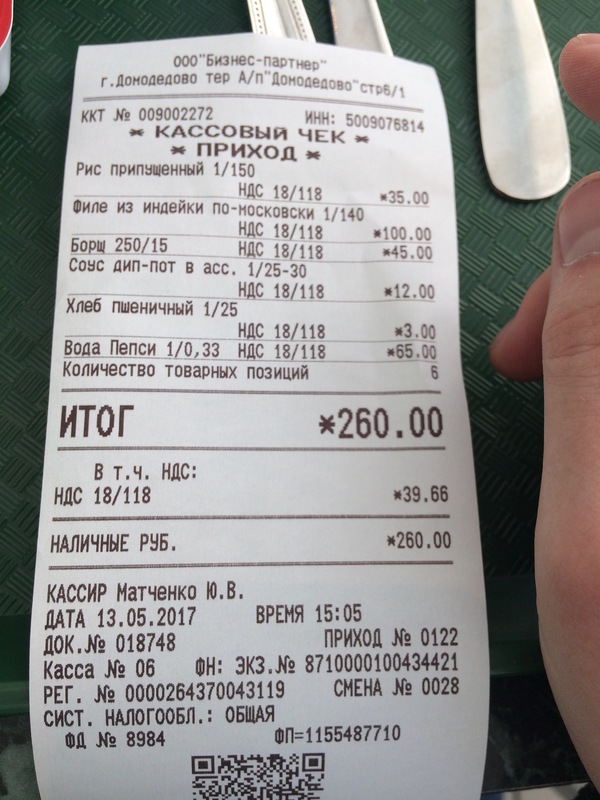 ООО"Бизнес-партнер"
г.Домодедово тер А/п"Домодедово"стр6/1
ККТ № 009002272 ИНН: 5009076814
* КАССОВЫЙ ЧЕК *
* ПРИХОД *
Рис припущенный 1/150
НДС 18/118 *35.00
Филе из индейки по-московски 1/140
НДС 18/118 *100.00
Борщ 250/15 НДС 18/118 *45.00
Соус дип-пот в асс. 1/25-30
НДС 18/118 *12.00
Хлеб пшеничный 1/25
НДС 18/118 *3.00
Вода Пепси 1/0,33 НДС 18/118 *65.00
Количество товарных позиций 6
ИТОГ *260.00
В т.ч. НДС:
НДС 18/118 *39.66
НАЛИЧНЫЕ РУБ. *260.00
КАССИР Матченко Ю.В.
ДАТА 13.05.2017 ВРЕМЯ 15:05
ДОК.№ 018748 ПРИХОД № 0122
Касса № 06 ФН: ЭКЗ.№ 8710000100434421
РЕГ. № 0000264370043119 СМЕНА № 0028
СИСТ. НАЛОГООБЛ.: ОБЩАЯ
ФД № 8984 ФП=1155487710